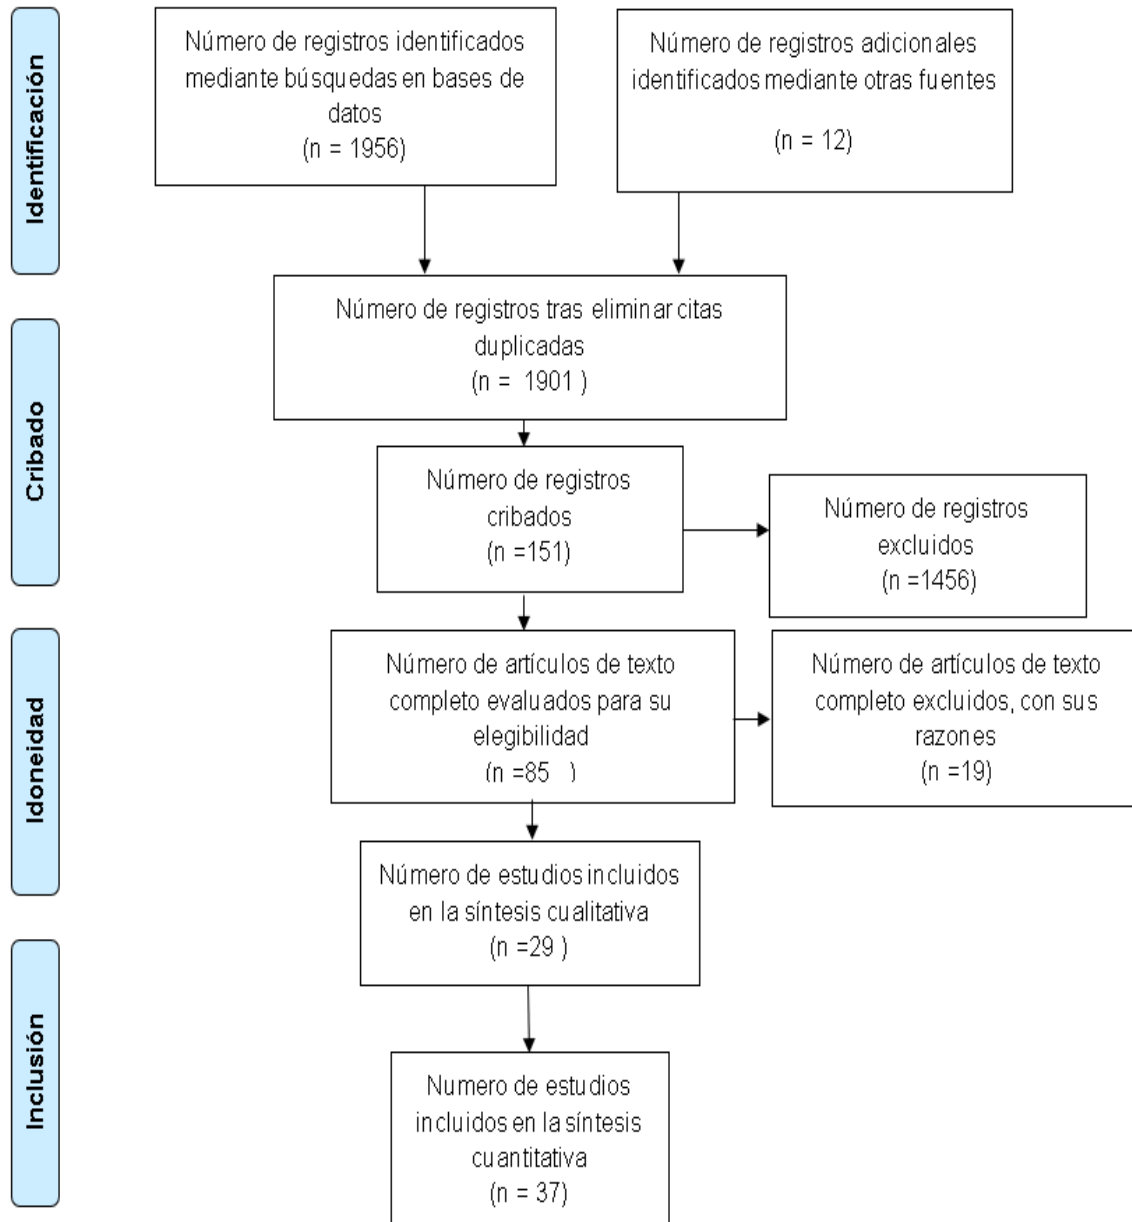 Identificación
Número de registros identificados
mediante búsquedas en bases de
datos
(n = 1956)
Número de registros adicionales
identificados mediante otras fuentes
(n = 12)
Número de registros tras eliminar citas
duplicadas
(n = 1901 )
Cribado
Número de registros
cribados
(n =151)
Número de registros
excluidos
(n =1456)
Idoneidad
Número de artículos de texto
completo evaluados para su
elegibilidad
(n =85 )
Número de artículos de texto
completo excluidos, con sus
razones
(n =19)
Número de estudios incluidos
en la síntesis cualitativa
(n =29 )
Inclusión
Numero de estudios
incluidos en la síntesis
cuantitativa
(n = 37)